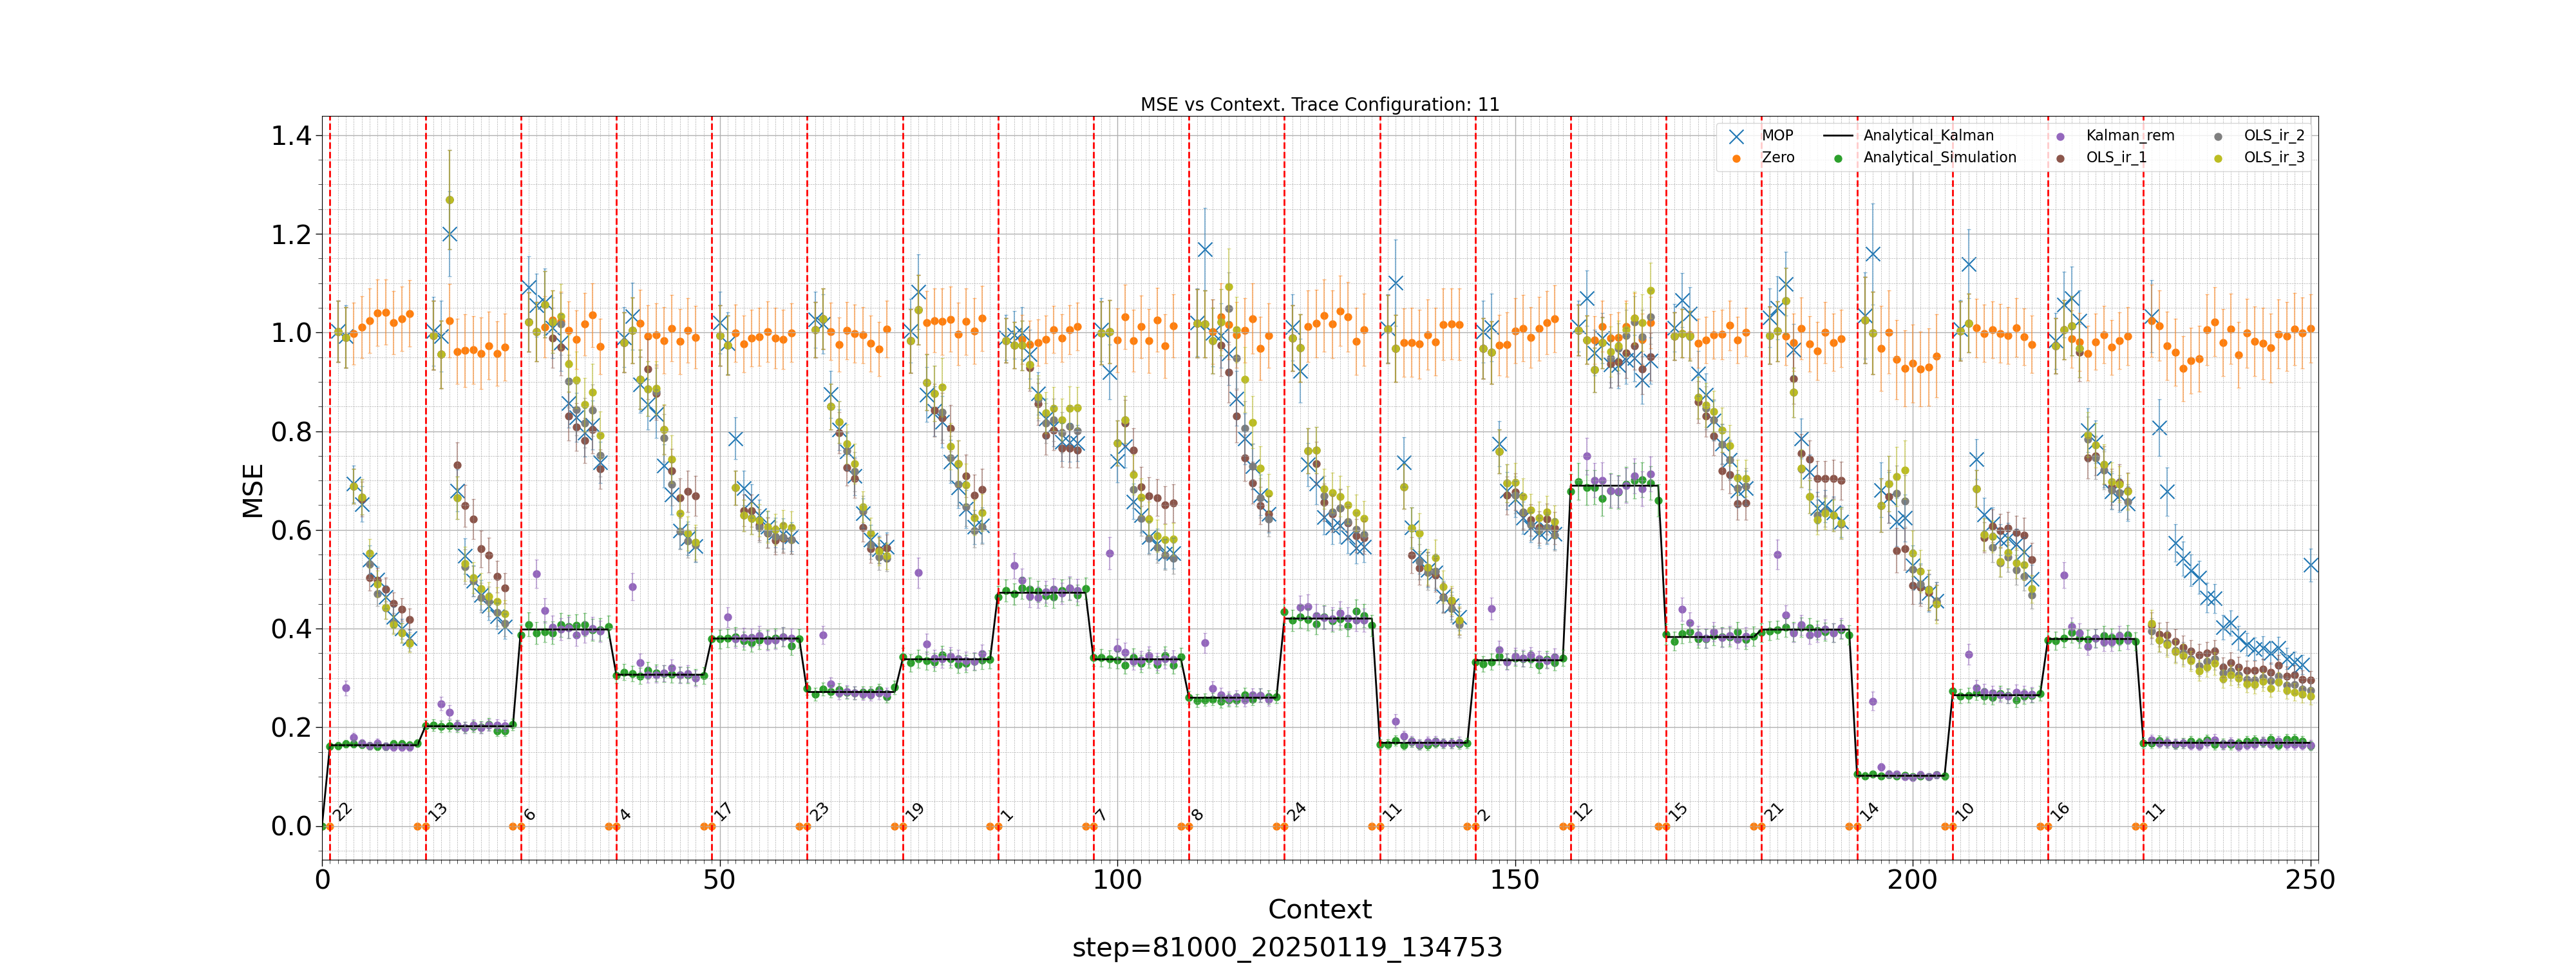 MSE vs Context. Trace Configuration: 11
MOP
Zero
Analytical_Kalman
Analytical_Simulation
Kalman_rem
OLS_ir_1
OLS_ir_2
OLS_ir_3
1.4
1.2
1.0
0.8
0.6
0.4
0.2
0.0
MSE
22 13 6 4 17 23 19 1 7 8 24 11 2 12 15 21 14 10 16 11
0 50 100 150 200 250
Context
step=81000_20250119_134753